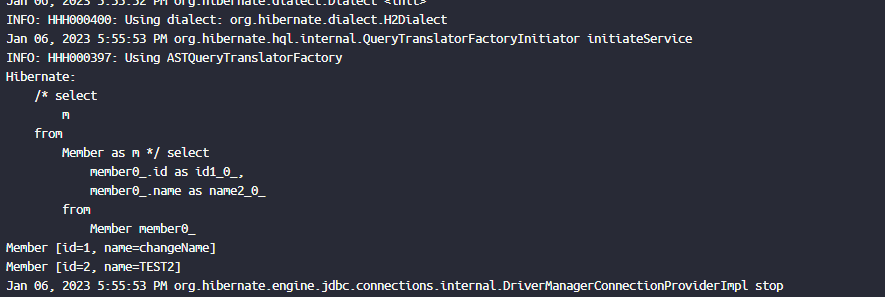 Jan 06, 2023 5:55:52 PM org.hibernate.dialect.Dialect <init>
INFO: HHH000400: Using dialect: org.hibernate.dialect.H2Dialect
Jan 06, 2023 5:55:53 PM org.hibernate.hql.internal.QueryTranslatorFactoryInitiator initiateService
INFO: HHH000397: Using ASTQueryTranslatorFactory
Hibernate:
    /* select
        m
    from
        Member as m */ select
            member0_.id as id1_0_,
            member0_.name as name2_0_
        from
            Member member0_
Member [id=1, name=changeName]
Member [id=2, name=TEST2]
Jan 06, 2023 5:55:53 PM org.hibernate.engine.jdbc.connections.internal.DriverManagerConnectionProviderImpl stop